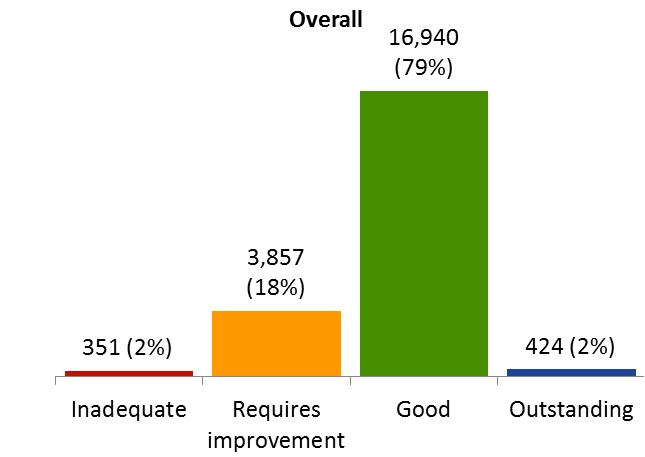 Overall
16,940
(79%)
3,857
(18%)
351 (2%)
424 (2%)
Inadequate
Requires
improvement
Good
Outstanding